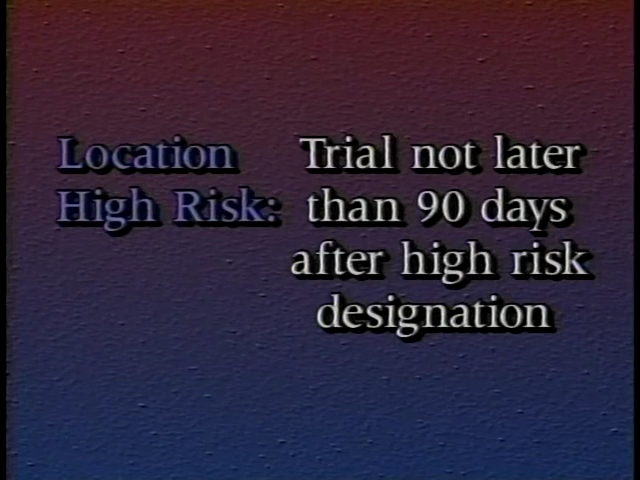 Location
High Risk:
Trial not later
than 90 days
after high risk
designation